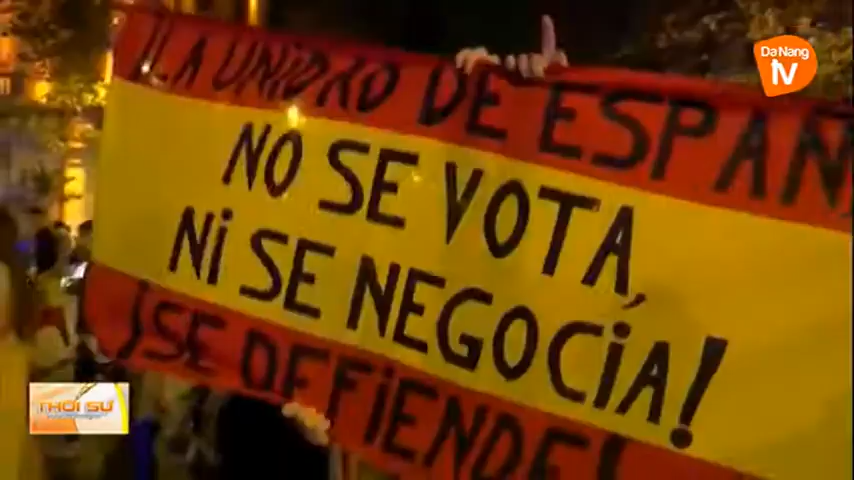 Da Nang
TV
¡LA UNiDAD DE ESPAÑA
NO SE VOTA,
Ni SE NEGOCiA!
¡SE DEFiENDE!
THỜI SỰ